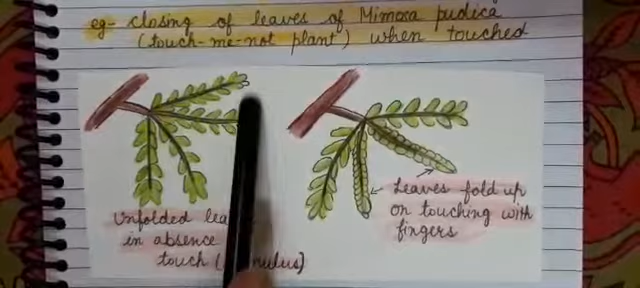 eg- closing of leaves of Mimosa pudica
(touch-me-not plant) when touched
Unfolded
in absence
touch (
Leaves fold up
on touching with
fingers